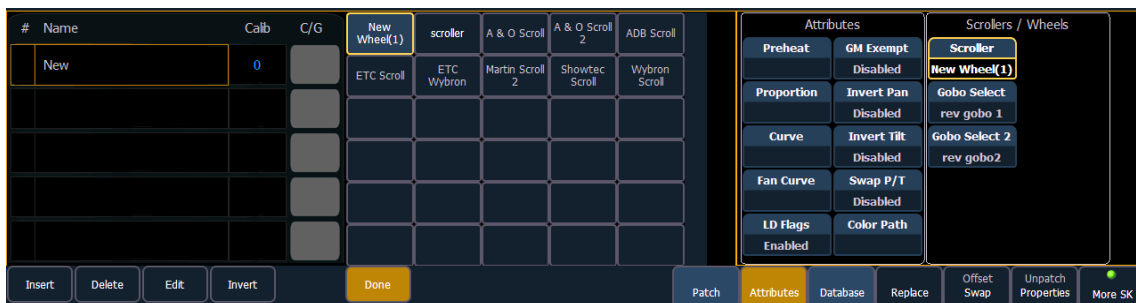 # Name Calib C/G
New 0
New Wheel(1)
scroller
A & O Scroll
A & O Scroll 2
ADB Scroll
ETC Scroll
ETC Wybron
Martin Scroll 2
Showtec Scroll
Wybron Scroll
Attributes
Preheat
GM Exempt
Disabled
Proportion
Invert Pan
Disabled
Curve
Invert Tilt
Disabled
Fan Curve
Swap P/T
Disabled
LD Flags
Enabled
Color Path
Scrollers / Wheels
Scroller
New Wheel(1)
Gobo Select
rev gobo 1
Gobo Select 2
rev gobo2
Insert
Delete
Edit
Invert
Done
Patch
Attributes
Database
Replace
Offset
Swap
Unpatch
Properties
More SK